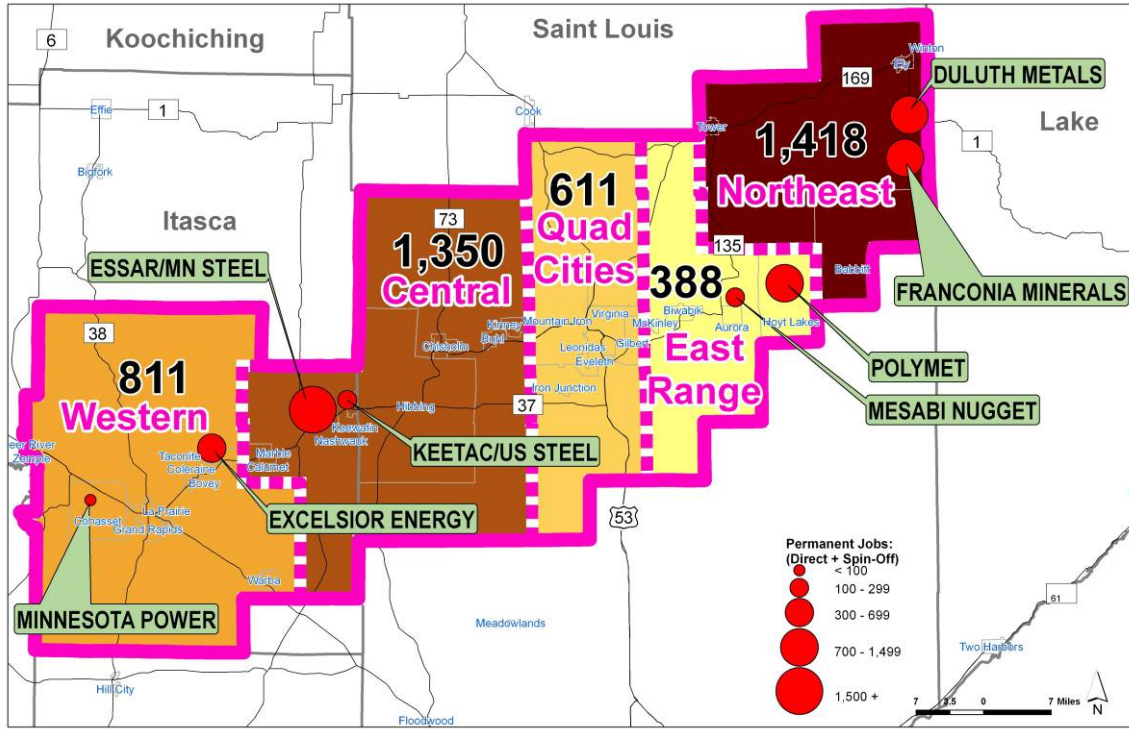 6
Koochiching
Saint Louis
Winton
Ely
169
DULUTH METALS
Effie
1
Cook
Tower
1,418
Lake
1
Bigfork
611
Northeast
Itasca
73
Quad
Cities
ESSAR/MN STEEL
1,350
Central
135
Babbitt
388
FRANCONIA MINERALS
38
Kinney
Buhl
Mountain Iron
Virginia
McKinley
Biwabik
Aurora
Hoyt Lakes
Chisholm
Leonidas
Eveleth
Gilbert
East
Range
POLYMET
811
Western
Iron Junction
37
Hibbing
MESABI NUGGET
Keewatin
Nashwauk
KEETAC/US STEEL
eer River
Zemple
Taconite
Coleraine
Bovey
Marble
Calumet
La Prairie
Cohasset
Grand Rapids
EXCELSIOR ENERGY
53
Warba
MINNESOTA POWER
Meadowlands
Hill City
Floodwood
Permanent Jobs:
(Direct + Spin-Off)
< 100
100 - 299
300 - 699
700 - 1,499
1,500 +
61
Two Harbors
7 3.5 0 7 Miles
N